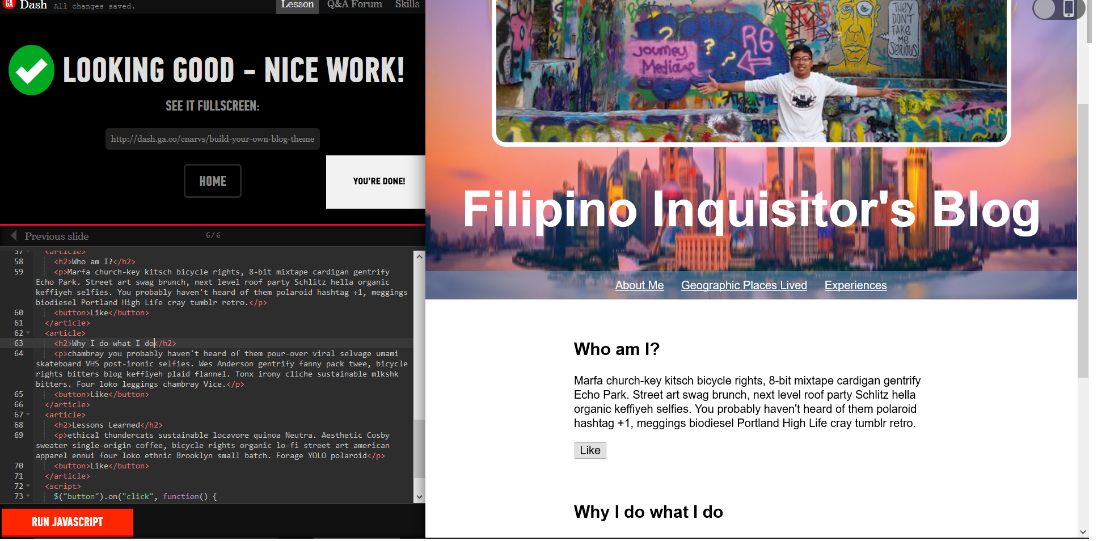 GA Dash All changes saved.
Lesson Q&A Forum Skills
LOOKING GOOD - NICE WORK!
SEE IT FULLSCREEN:
http://dash.ga.co/cnarvs/build-your-own-blog-theme
HOME
YOU'RE DONE!
Previous slide 6/6
57 <article>
58 <h2>Who am I?</h2>
59 <p>Marfa church-key kitsch bicycle rights, 8-bit mixtape cardigan gentrify
Echo Park. Street art swag brunch, next level roof party Schlitz hella organic
keffiyeh selfies. You probably haven't heard of them polaroid hashtag +1, meggings
biodiesel Portland High Life cray tumblr retro.</p>
60 <button>Like</button>
61 </article>
62 <article>
63 <h2>Why I do what I do</h2>
64 <p>chambray you probably haven't heard of them pour-over viral selvage umami
skateboard VHS post-ironic selfies. Wes Anderson gentrify fanny pack twee, bicycle
rights bitters blog keffiyeh plaid flannel. Tonx irony cliche sustainable mlkshk
bitters. Four loko leggings chambray Vice.</p>
65 <button>Like</button>
66 </article>
67 <article>
68 <h2>Lessons Learned</h2>
69 <p>ethical thundercats sustainable locavore quinoa Neutra. Aesthetic Cosby
sweater single-origin coffee, bicycle rights organic lo-fi street art american
apparel ennui four loko ethnic Brooklyn small batch. Forage YOLO polaroid</p>
70 <button>Like</button>
71 </article>
72 <script>
73 $("button").on("click", function() {
RUN JAVASCRIPT
THEY
DON'T
TAKE
ME
SERIOUS
RG
JOURNEY
Filipino Inquisitor's Blog
About Me Geographic Places Lived Experiences
Who am I?
Marfa church-key kitsch bicycle rights, 8-bit mixtape cardigan gentrify
Echo Park. Street art swag brunch, next level roof party Schlitz hella
organic keffiyeh selfies. You probably haven't heard of them polaroid
hashtag +1, meggings biodiesel Portland High Life cray tumblr retro.
Like
Why I do what I do